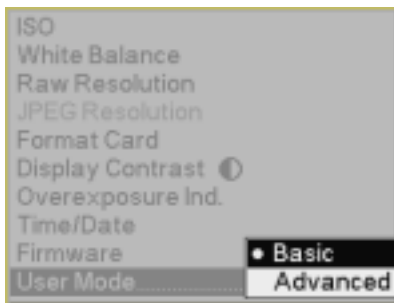 ISO
White Balance
Raw Resolution
JPEG Resolution
Format Card
Display Contrast
Overexposure Ind.
Time/Date
Firmware
• Basic
User Mode................
Advanced